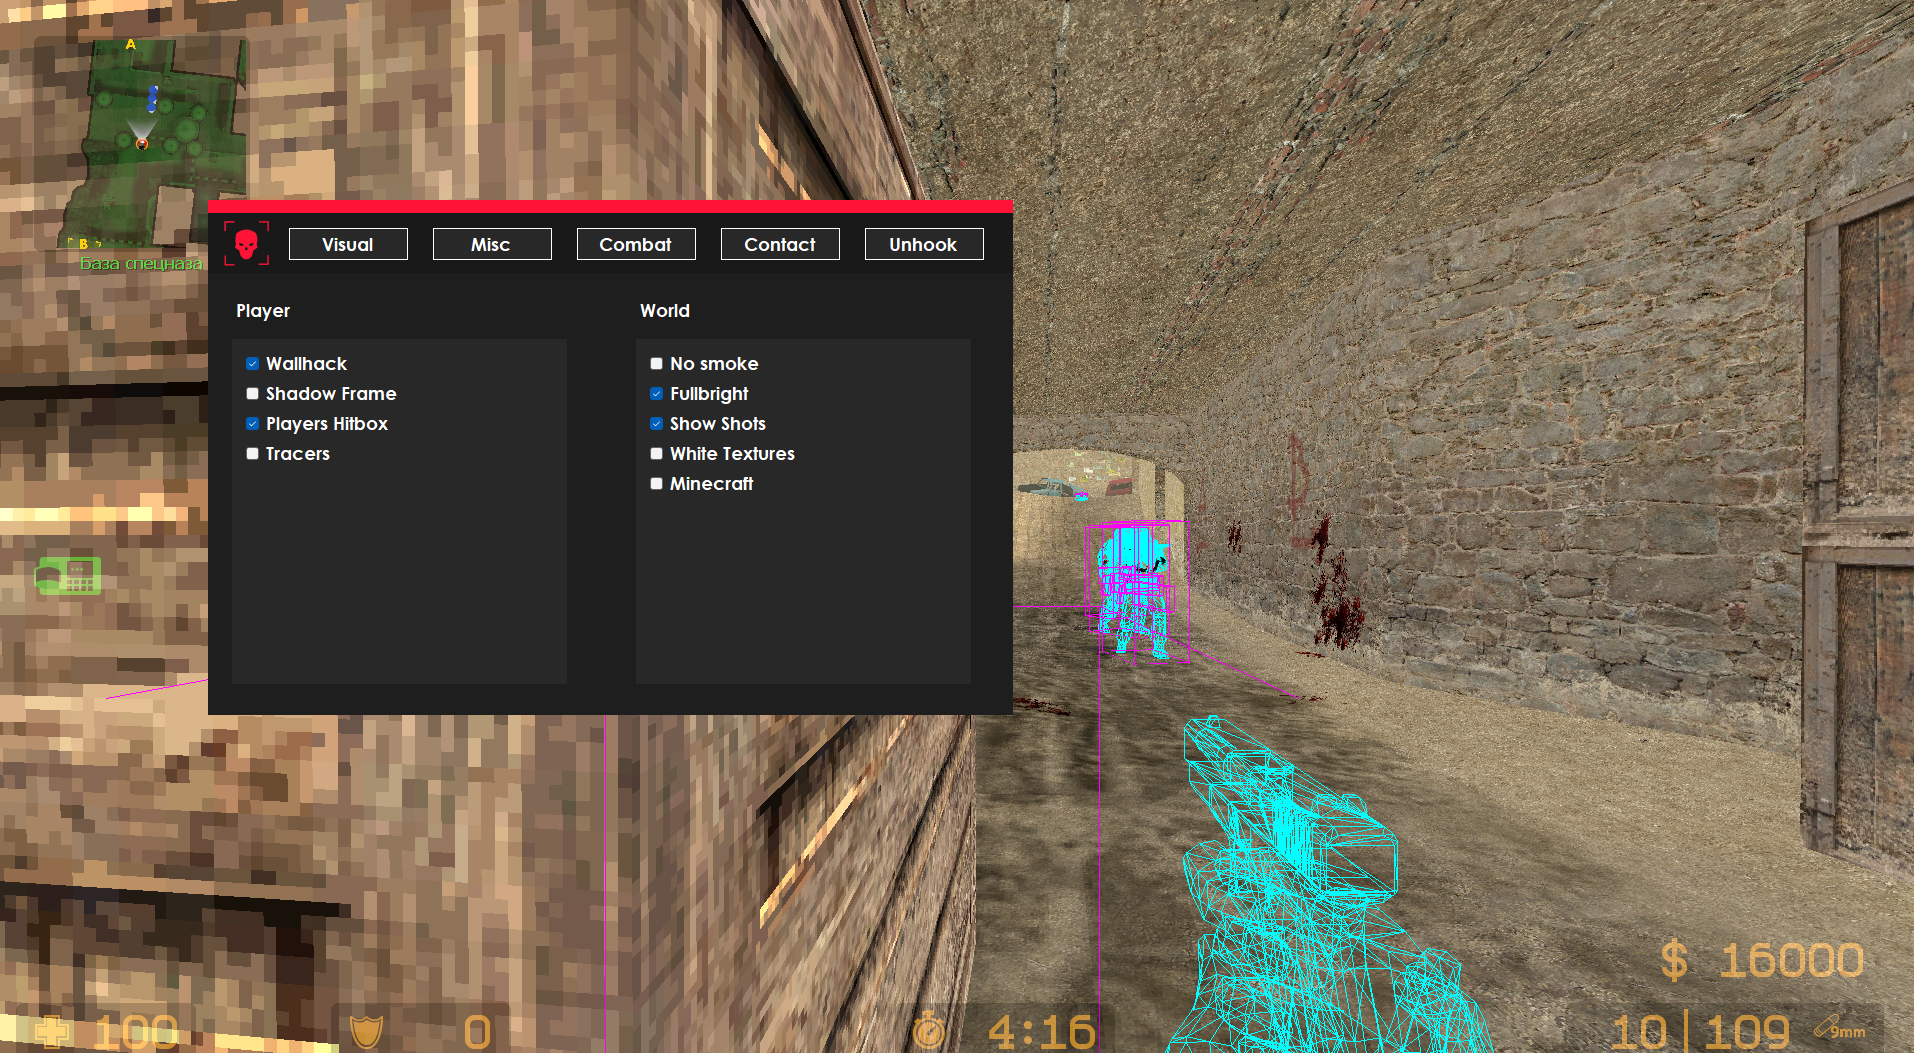 A
B
База спецназа
Visual
Misc
Combat
Contact
Unhook
Player
World
Wallhack
Shadow Frame
Players Hitbox
Tracers
No smoke
Fullbright
Show Shots
White Textures
Minecraft
$ 16000
100
0
4:16
10|109
9mm